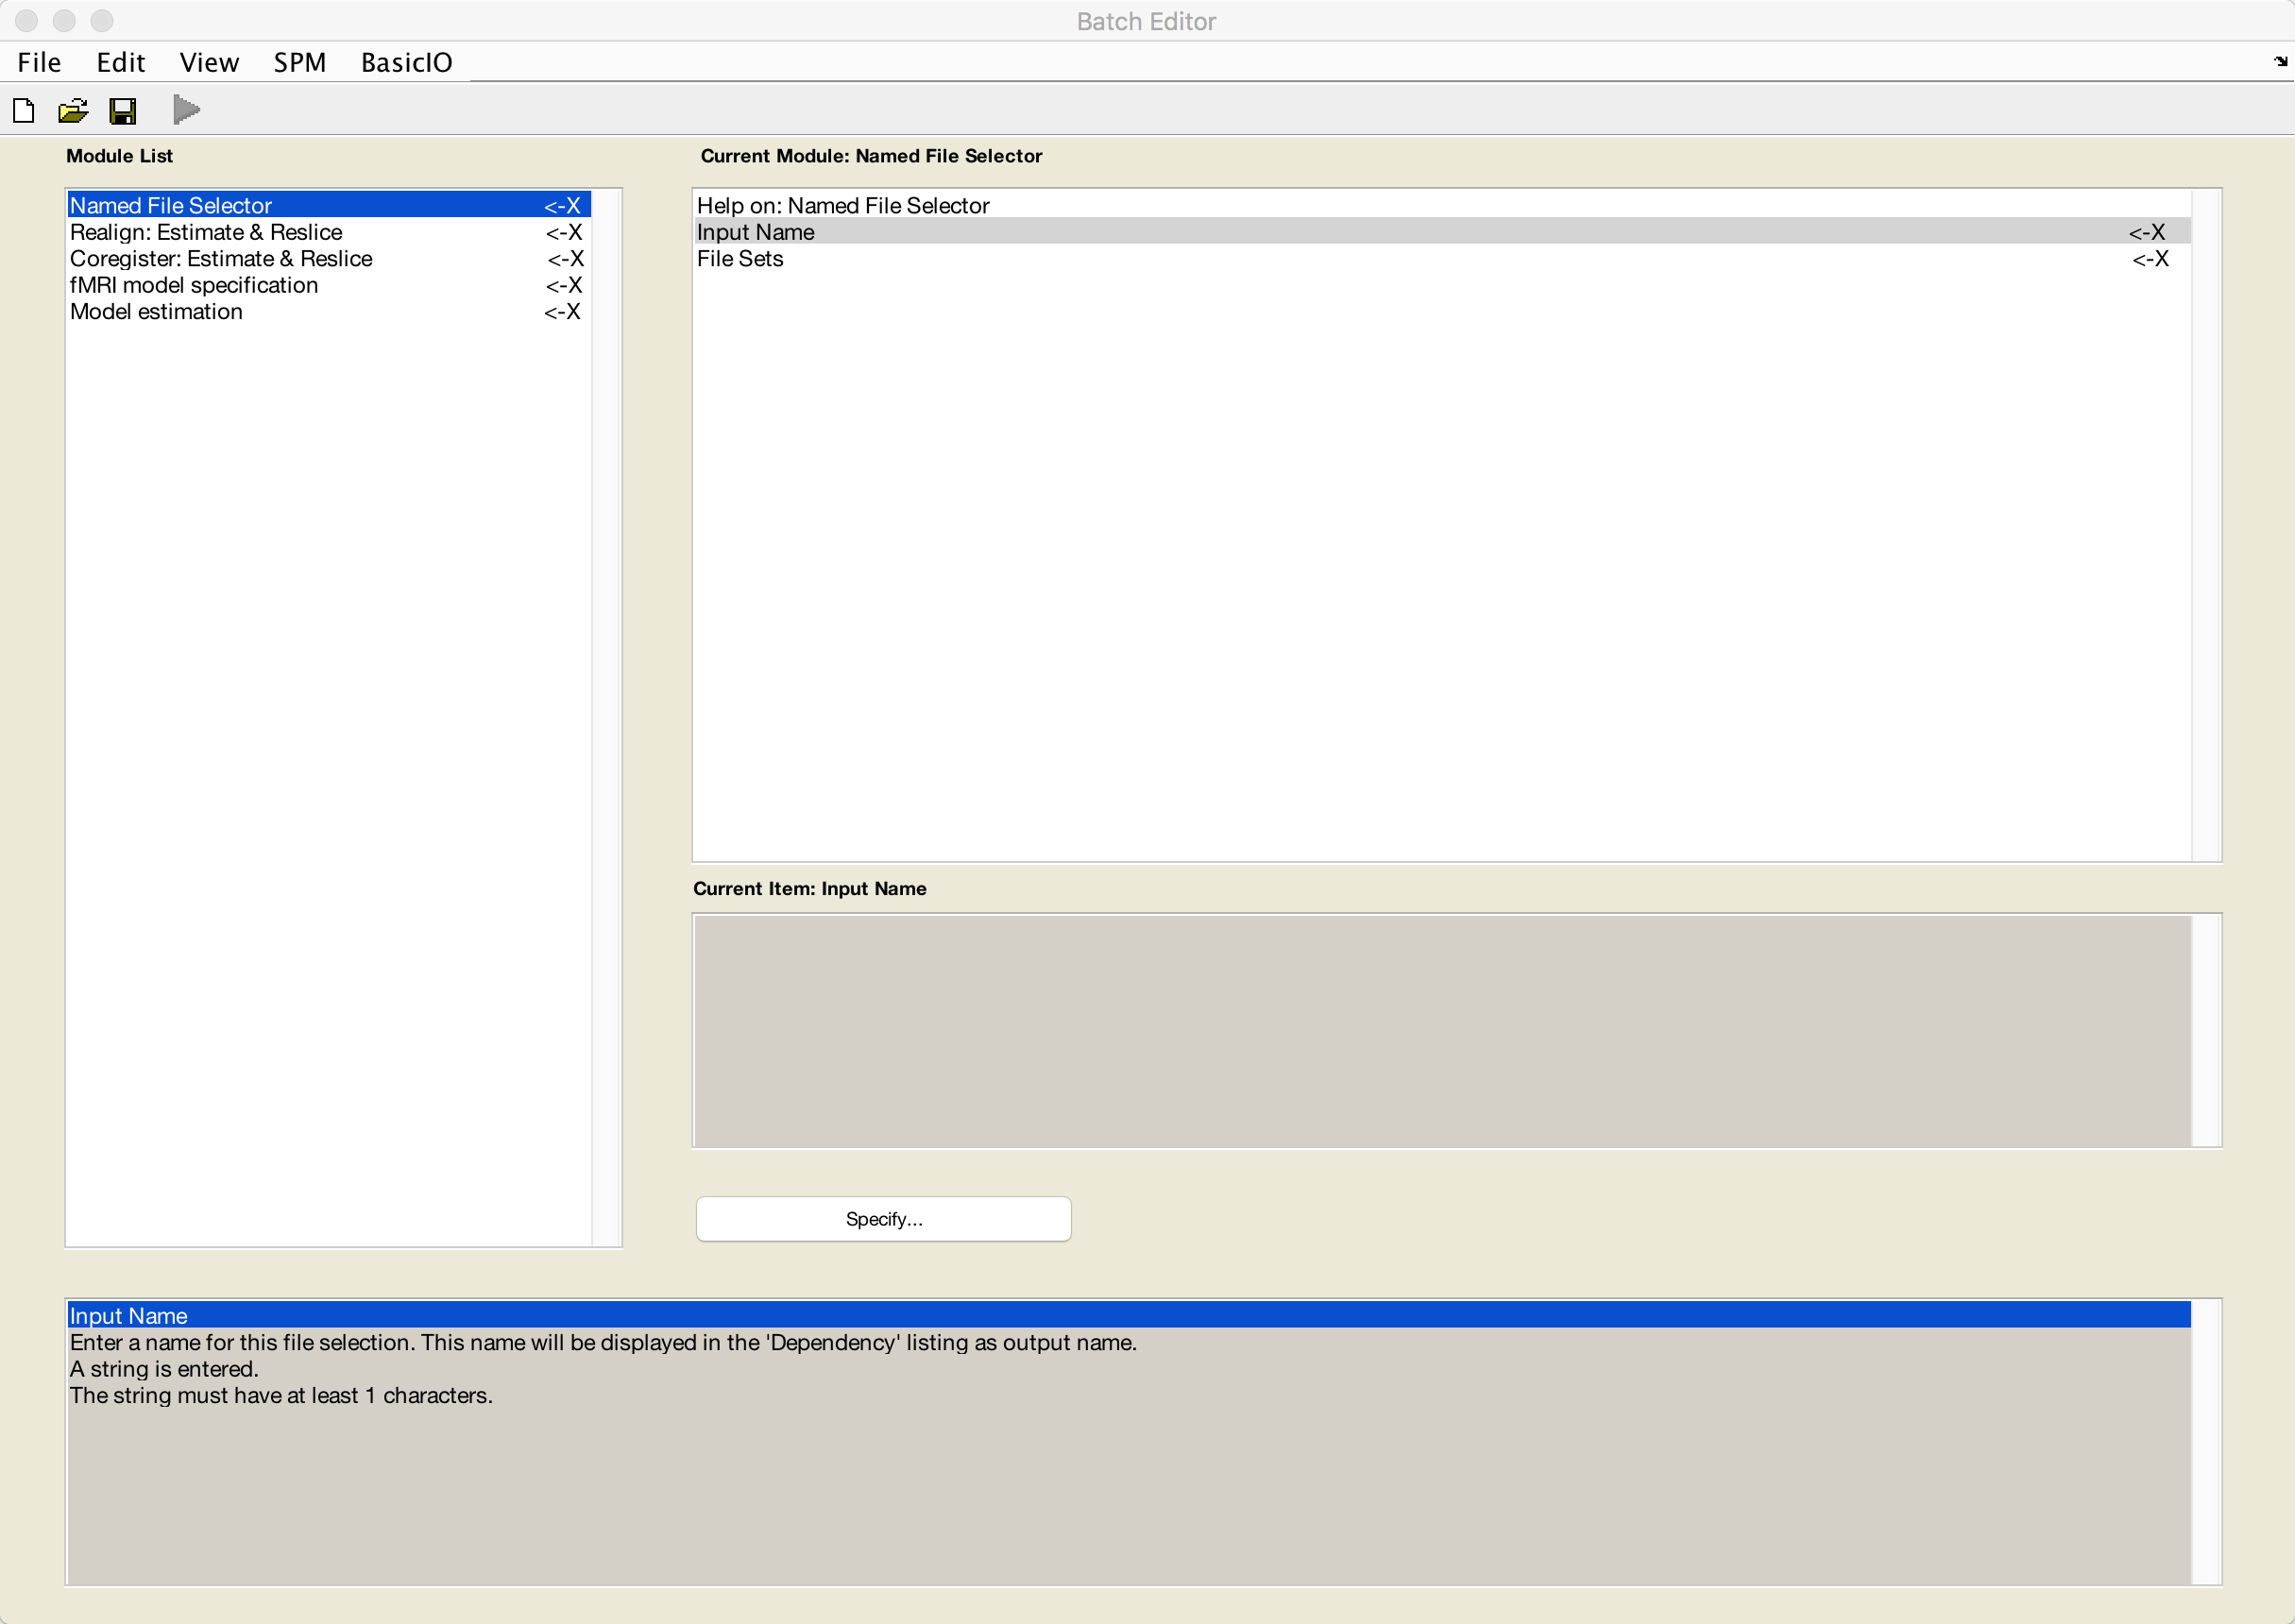 Batch Editor
File Edit View SPM BasicIO
Module List
Named File Selector <-X
Realign: Estimate & Reslice <-X
Coregister: Estimate & Reslice <-X
fMRI model specification <-X
Model estimation <-X
Current Module: Named File Selector
Help on: Named File Selector
Input Name <-X
File Sets <-X
Current Item: Input Name
Specify...
Input Name
Enter a name for this file selection. This name will be displayed in the 'Dependency' listing as output name.
A string is entered.
The string must have at least 1 characters.